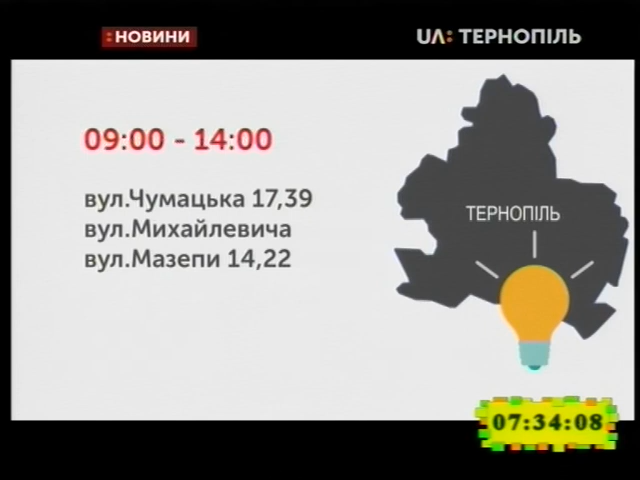 :НОВИНИ
UA: ТЕРНОПІЛЬ
09:00 - 14:00
вул.Чумацька 17,39
вул.Михайлевича
вул.Мазепи 14,22
ТЕРНОПІЛЬ
07:34:08